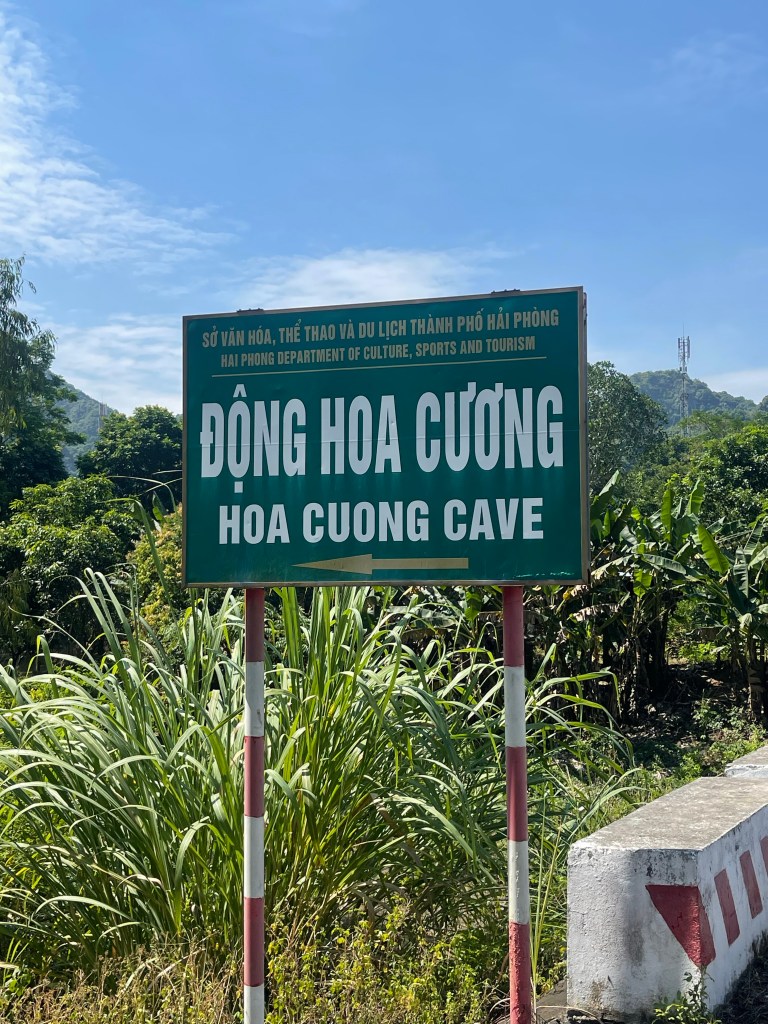 SỞ VĂN HÓA, THỂ THAO VÀ DU LỊCH THÀNH PHỐ HẢI PHÒNG
HAI PHONG DEPARTMENT OF CULTURE, SPORTS AND TOURISM
ĐỘNG HOA CƯƠNG
HOA CUONG CAVE